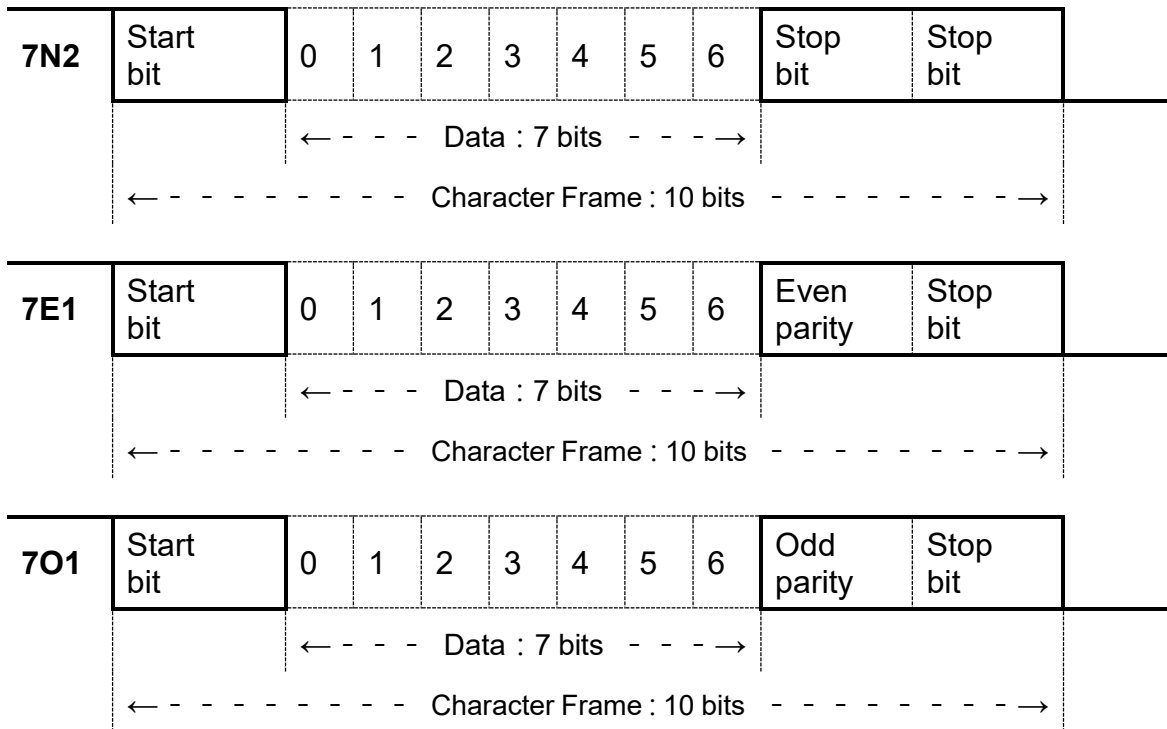 7N2 Start bit 0 1 2 3 4 5 6 Stop bit Stop bit
← - - - Data : 7 bits - - - →
← - - - - - - - - Character Frame : 10 bits - - - - - - - - →
7E1 Start bit 0 1 2 3 4 5 6 Even parity Stop bit
← - - - Data : 7 bits - - - →
← - - - - - - - - Character Frame : 10 bits - - - - - - - - →
7O1 Start bit 0 1 2 3 4 5 6 Odd parity Stop bit
← - - - Data : 7 bits - - - →
← - - - - - - - - Character Frame : 10 bits - - - - - - - - →